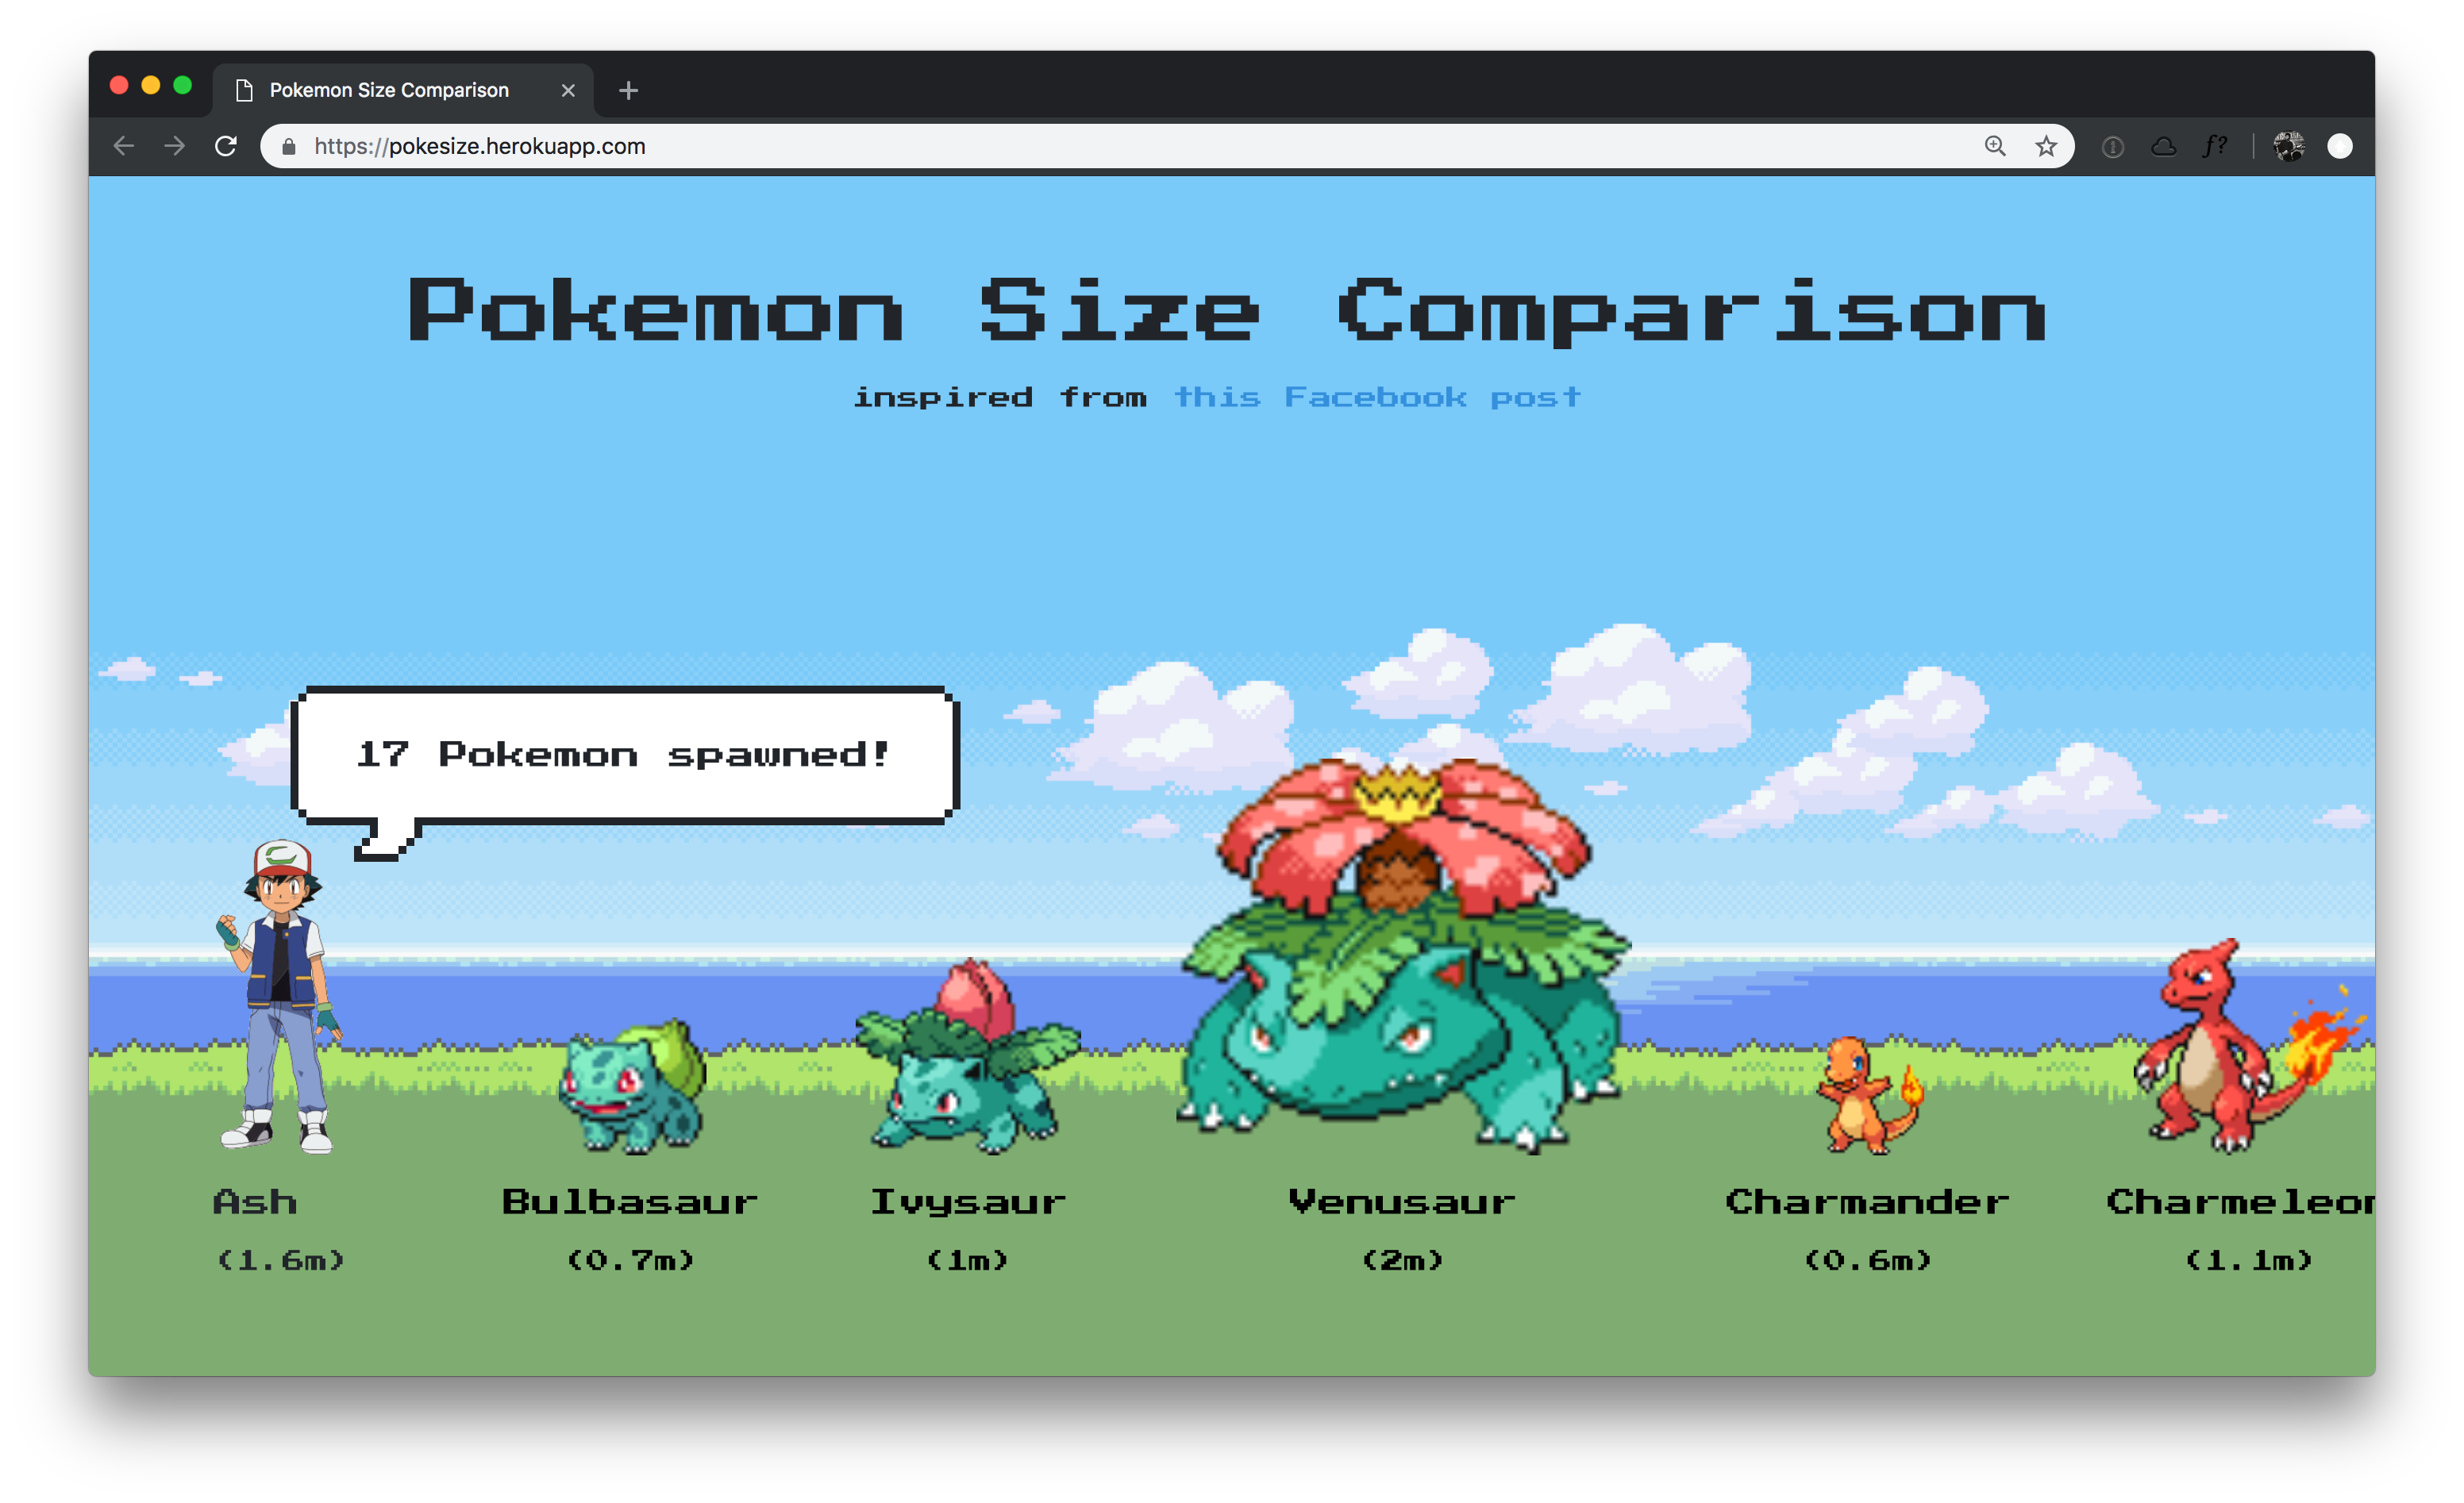 Pokemon Size Comparison
https://pokesize.herokuapp.com
f?
Pokemon Size Comparison
inspired from this Facebook post
17 Pokemon spawned!
Ash Bulbasaur Ivysaur Venusaur Charmander Charmeleon
(1.6m) (0.7m) (1m) (2m) (0.6m) (1.1m)